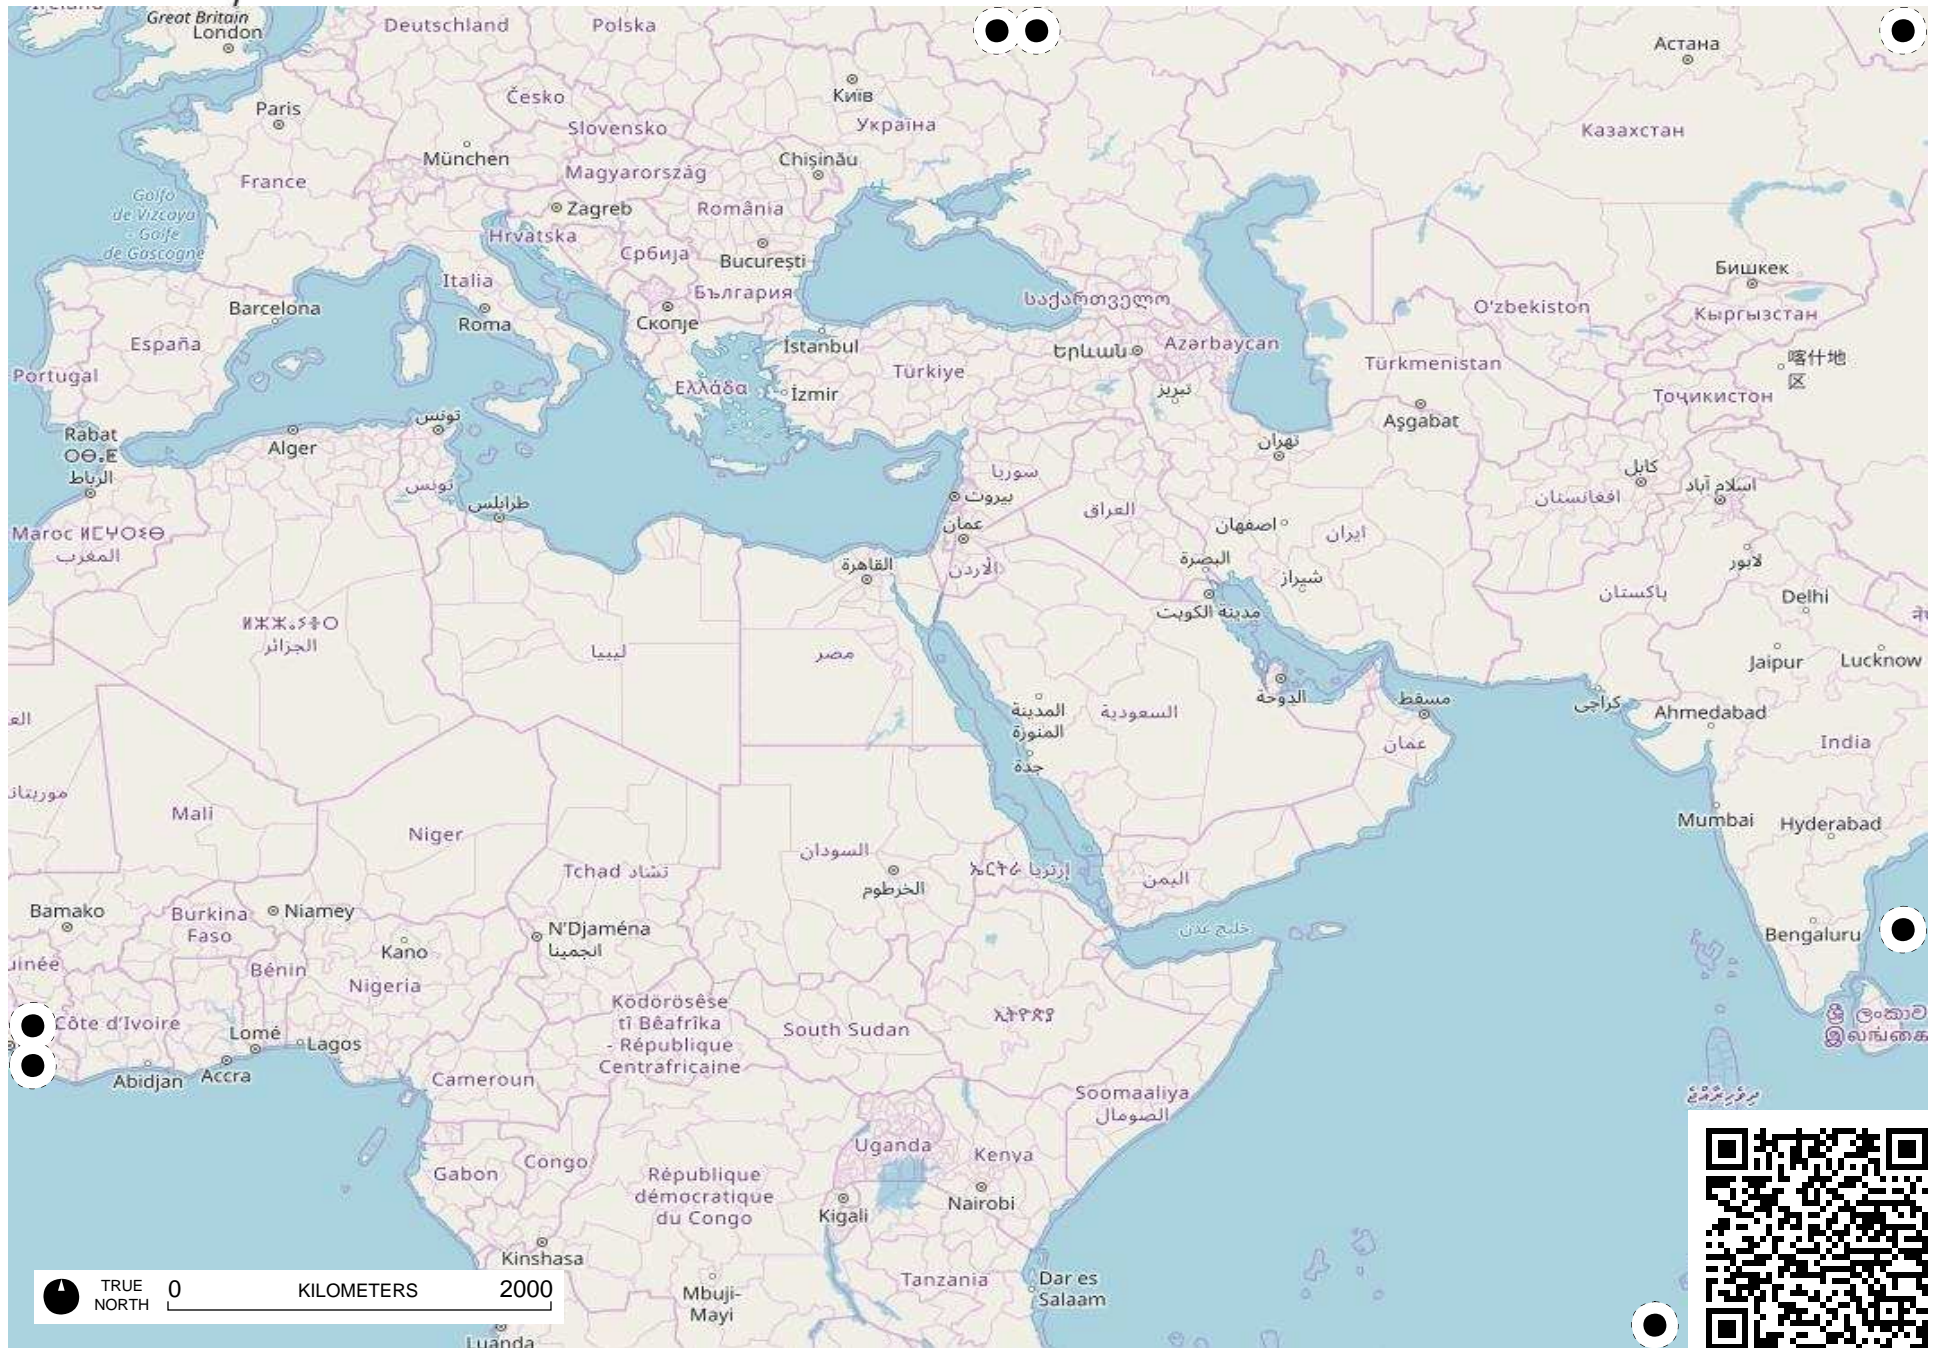 Great Britain
London
Deutschland
Polska
Астана
Česko
Київ
Paris
Україна
Slovensko
Казахстан
München
Chișinău
Magyarország
France
Golfo
de Vizcaya
- Golfe
de Gascogne
Zagreb
România
Hrvatska
Србија
București
Бишкек
Italia
България
საქართველო
O'zbekiston
Кыргызстан
Barcelona
Roma
Скопје
İstanbul
Երևան
Azərbaycan
España
喀什地
区
Türkmenistan
Türkiye
Portugal
Ελλάδα
İzmir
تبریز
Тоҷикистон
تونس
Aşgabat
Rabat
ⵔⴱⴰⵟ
الرباط
Alger
تهران
سوريا
کابل
تونس
بيروت
افغانستان
اسلام آباد
طرابلس
العراق
عمان
اصفهان
ایران
Maroc ⵍⵎⵖⵔⵉⴱ
المغرب
القاهرة
الأردن
البصرة
شیراز
لاہور
مدينة الكويت
پاکستان
Delhi
ⵍⵣⵣⴰⵢⵔ
الجزائر
ليبيا
مصر
Jaipur
Lucknow
الدوحة
مسقط
کراچی
المدينة
المنورة
السعودية
Ahmedabad
عمان
India
جدة
Mali
Niger
Mumbai
Hyderabad
السودان
Tchad تشاد
ኤርትራ إرتريا
اليمن
الخرطوم
Bamako
Burkina
Faso
Niamey
N'Djaména
انجمينا
خليج عدن
Bengaluru
Kano
Bénin
Nigeria
Ködörösêse
tî Bêafrîka
- République
Centrafricaine
South Sudan
ኢትዮጵያ
Côte d'Ivoire
Lomé
Lagos
Abidjan
Accra
Cameroun
Soomaaliya
الصومال
ދިވެހިރާއްޖެ
Uganda
Kenya
Gabon
Congo
République
démocratique
du Congo
Kigali
Nairobi
Kinshasa
Tanzania
Dar es
Salaam
Mbuji-
Mayi
TRUE
NORTH
0 KILOMETERS 2000
Luanda